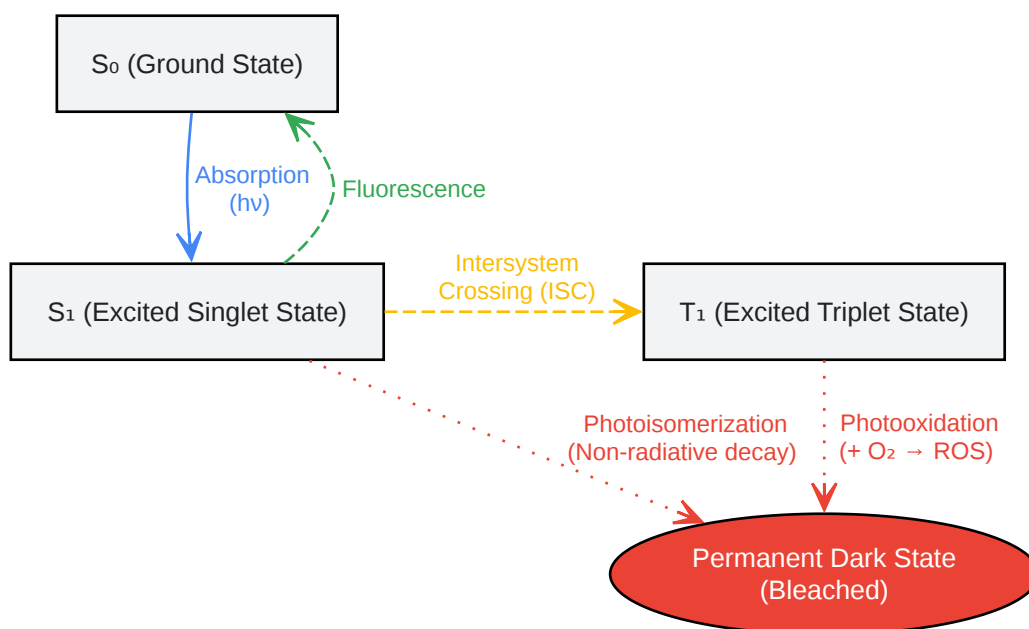 S₀ (Ground State)
Absorption
(hν)
Fluorescence
S₁ (Excited Singlet State)
Intersystem
Crossing (ISC)
T₁ (Excited Triplet State)
Photoisomerization
(Non-radiative decay)
Photooxidation
(+ O₂ → ROS)
Permanent Dark State
(Bleached)